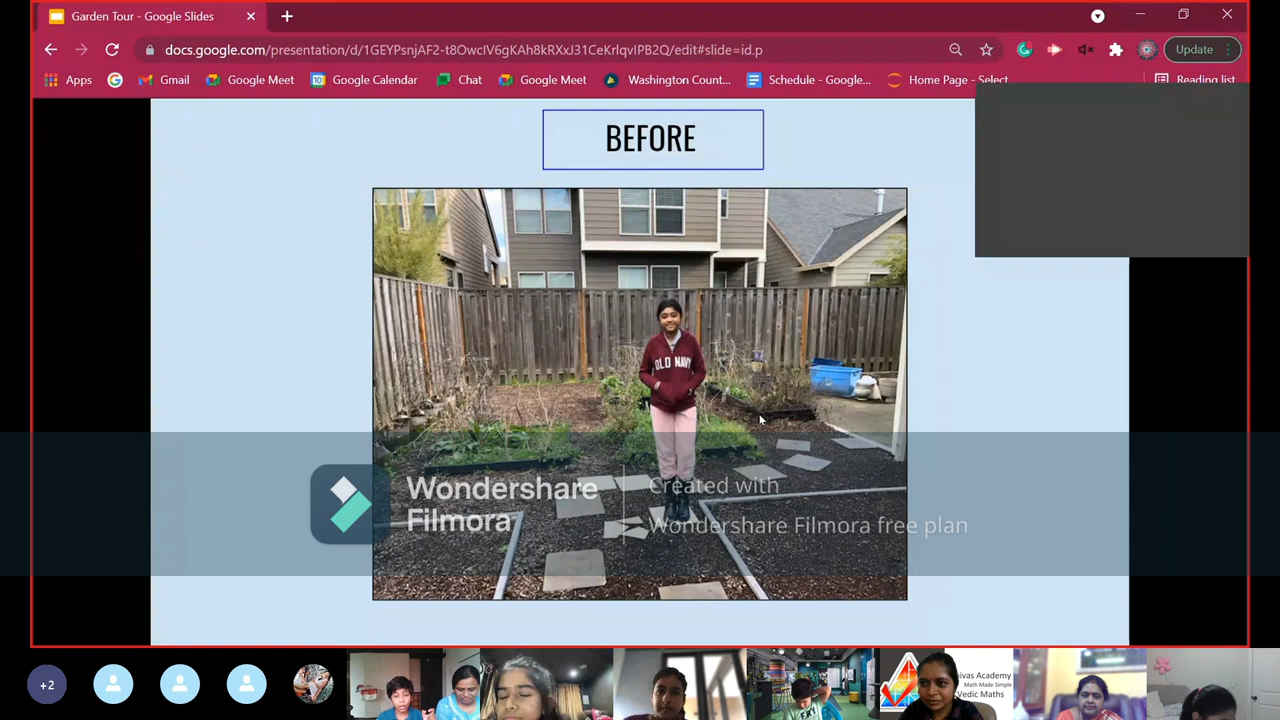 Garden Tour - Google Slides
docs.google.com/presentation/d/1GEYPsnjAF2-t8OwcIV6gKAh8kRXxJ31CeKrlqvIPB2Q/edit#slide=id.p
Update
Apps
Gmail
Google Meet
Google Calendar
Chat
Google Meet
Washington Count...
Schedule - Google...
Home Page - Select
Reading list
BEFORE
OLD NAVY
Wondershare
Filmora
Created with
Wondershare Filmora free plan
+2
Academy
Math Made Simple
Vedic Maths